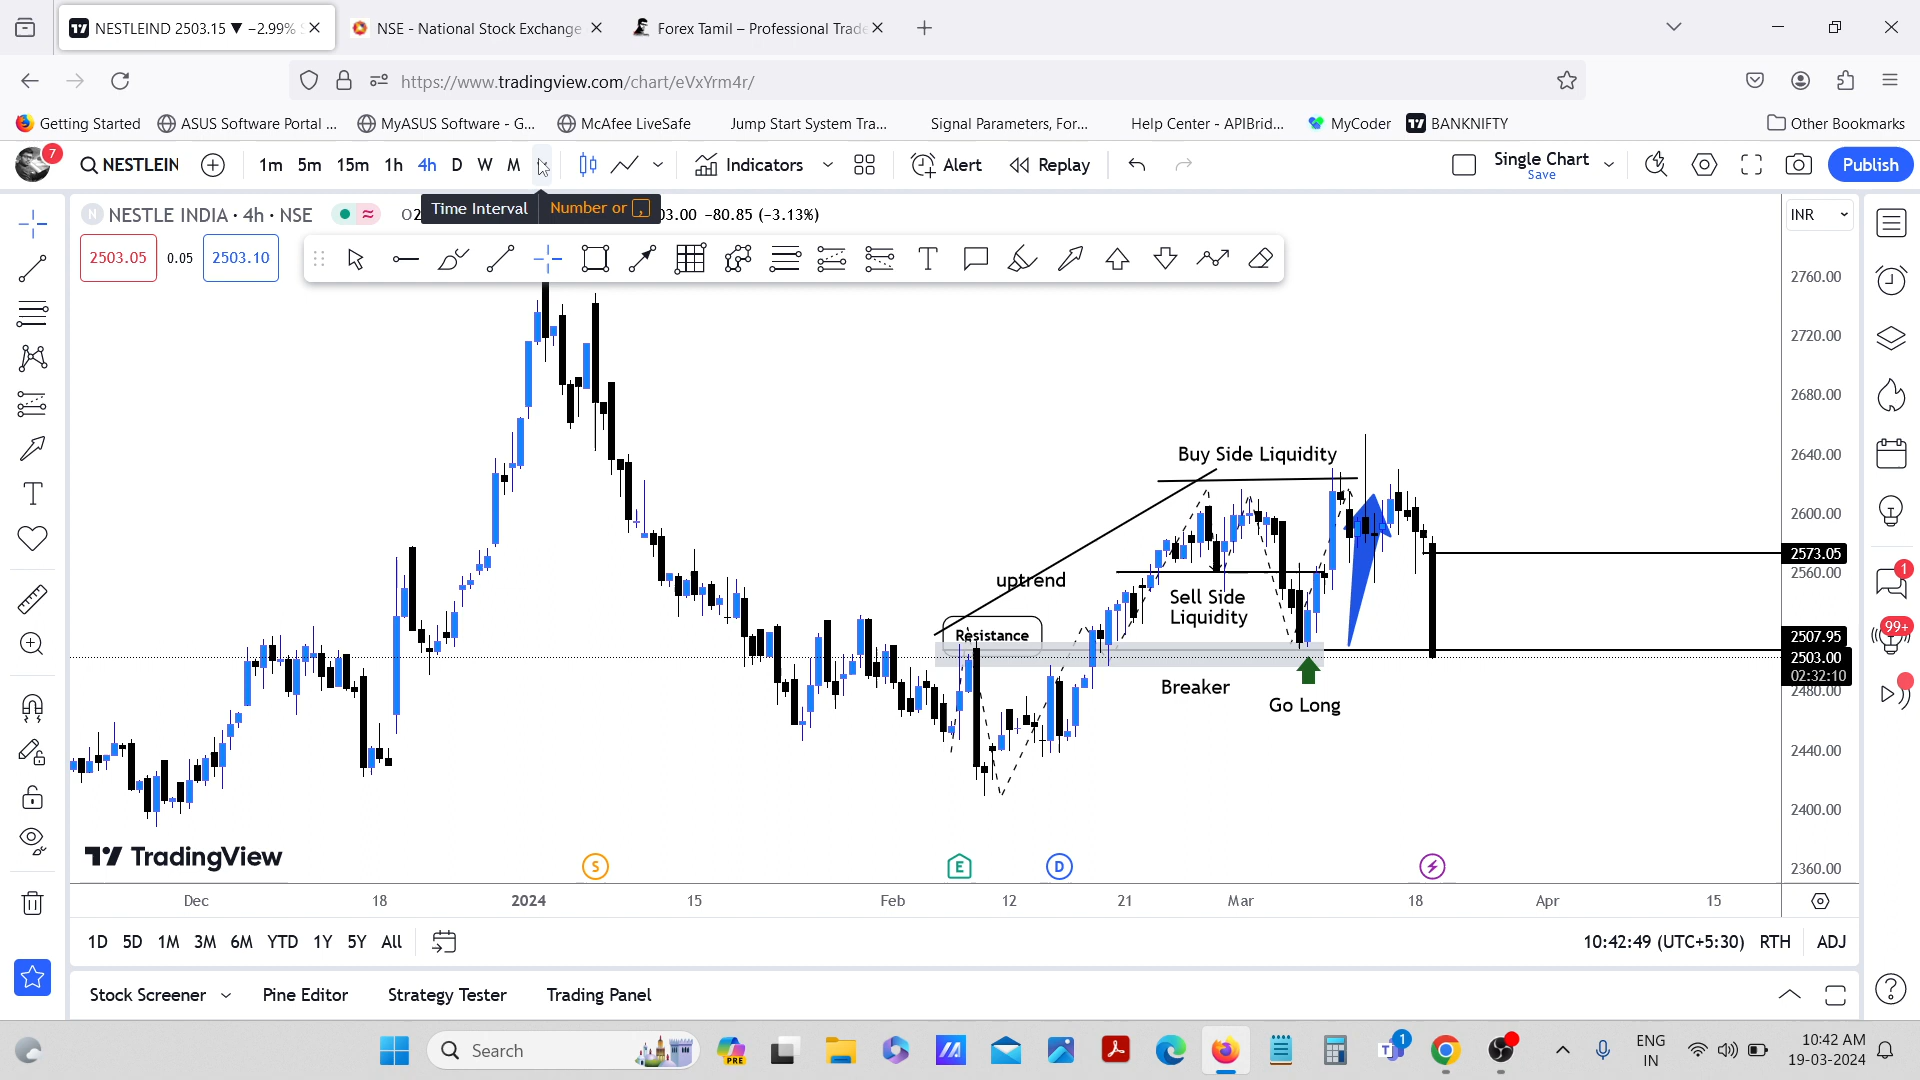 NESTLEIND 2503.15 ▼ −2.99%
NSE - National Stock Exchange
Forex Tamil – Professional Trade
https://www.tradingview.com/chart/eVxYrm4r/
Getting Started
ASUS Software Portal ...
MyASUS Software - G...
McAfee LiveSafe
Jump Start System Tra...
Signal Parameters, For...
Help Center - APIBrid...
MyCoder
BANKNIFTY
Other Bookmarks
7
NESTLEIN
1m 5m 15m 1h 4h D W M
Indicators
Alert
Replay
Single Chart
Save
Publish
NESTLE INDIA · 4h · NSE
Time Interval
Number or ,
3.00 −80.85 (−3.13%)
INR
2503.05
0.05
2503.10
2760.00
2720.00
2680.00
2640.00
2600.00
2573.05
2560.00
2507.95
2503.00
02:32:10
2480.00
2440.00
2400.00
2360.00
Buy Side Liquidity
uptrend
Sell Side
Liquidity
Resistance
Breaker
Go Long
1
99+
TradingView
S
E
D
Dec 18 2024 15 Feb 12 21 Mar 18 Apr 15
1D 5D 1M 3M 6M YTD 1Y 5Y All
10:42:49 (UTC+5:30) RTH ADJ
Stock Screener
Pine Editor
Strategy Tester
Trading Panel
Search
PRE
1
ENG
IN
10:42 AM
19-03-2024